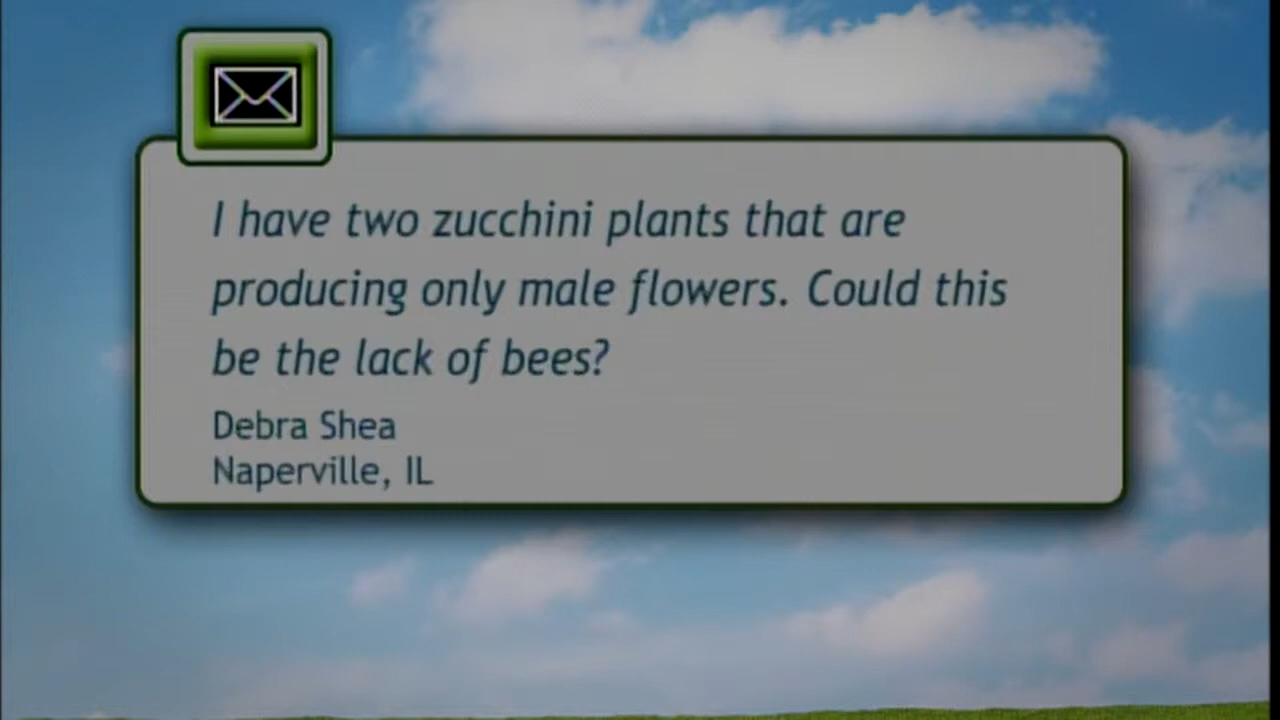 I have two zucchini plants that are
producing only male flowers. Could this
be the lack of bees?
Debra Shea
Naperville, IL